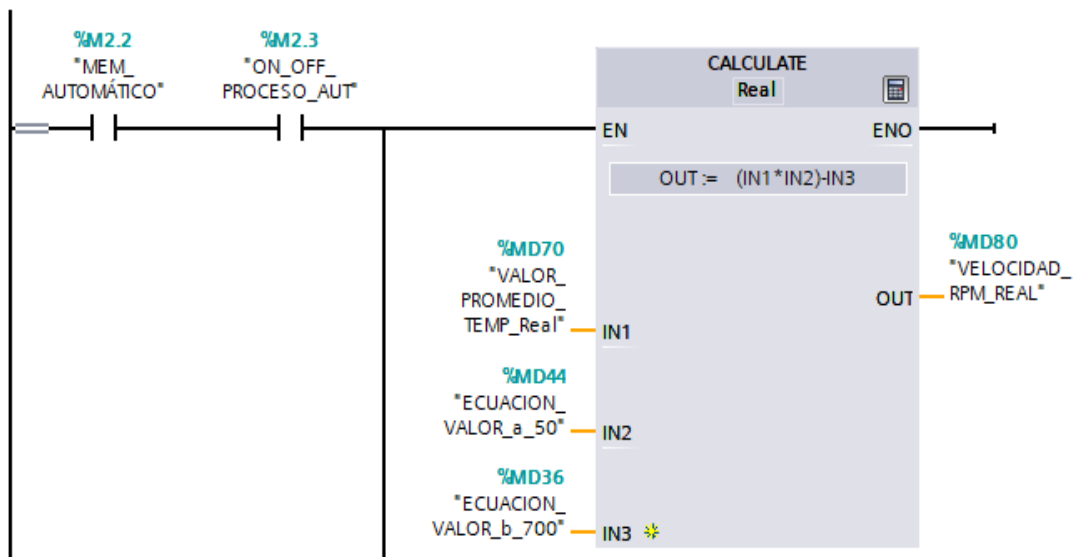 %M2.2
"MEM_
AUTOMÁTICO"
%M2.3
"ON_OFF_
PROCESO_AUT"
CALCULATE
Real
EN
ENO
OUT := (IN1*IN2)-IN3
%MD70
"VALOR_
PROMEDIO_
TEMP_Real"
IN1
%MD44
"ECUACION_
VALOR_a_50"
IN2
%MD36
"ECUACION_
VALOR_b_700"
IN3
OUT
%MD80
"VELOCIDAD_
RPM_REAL"